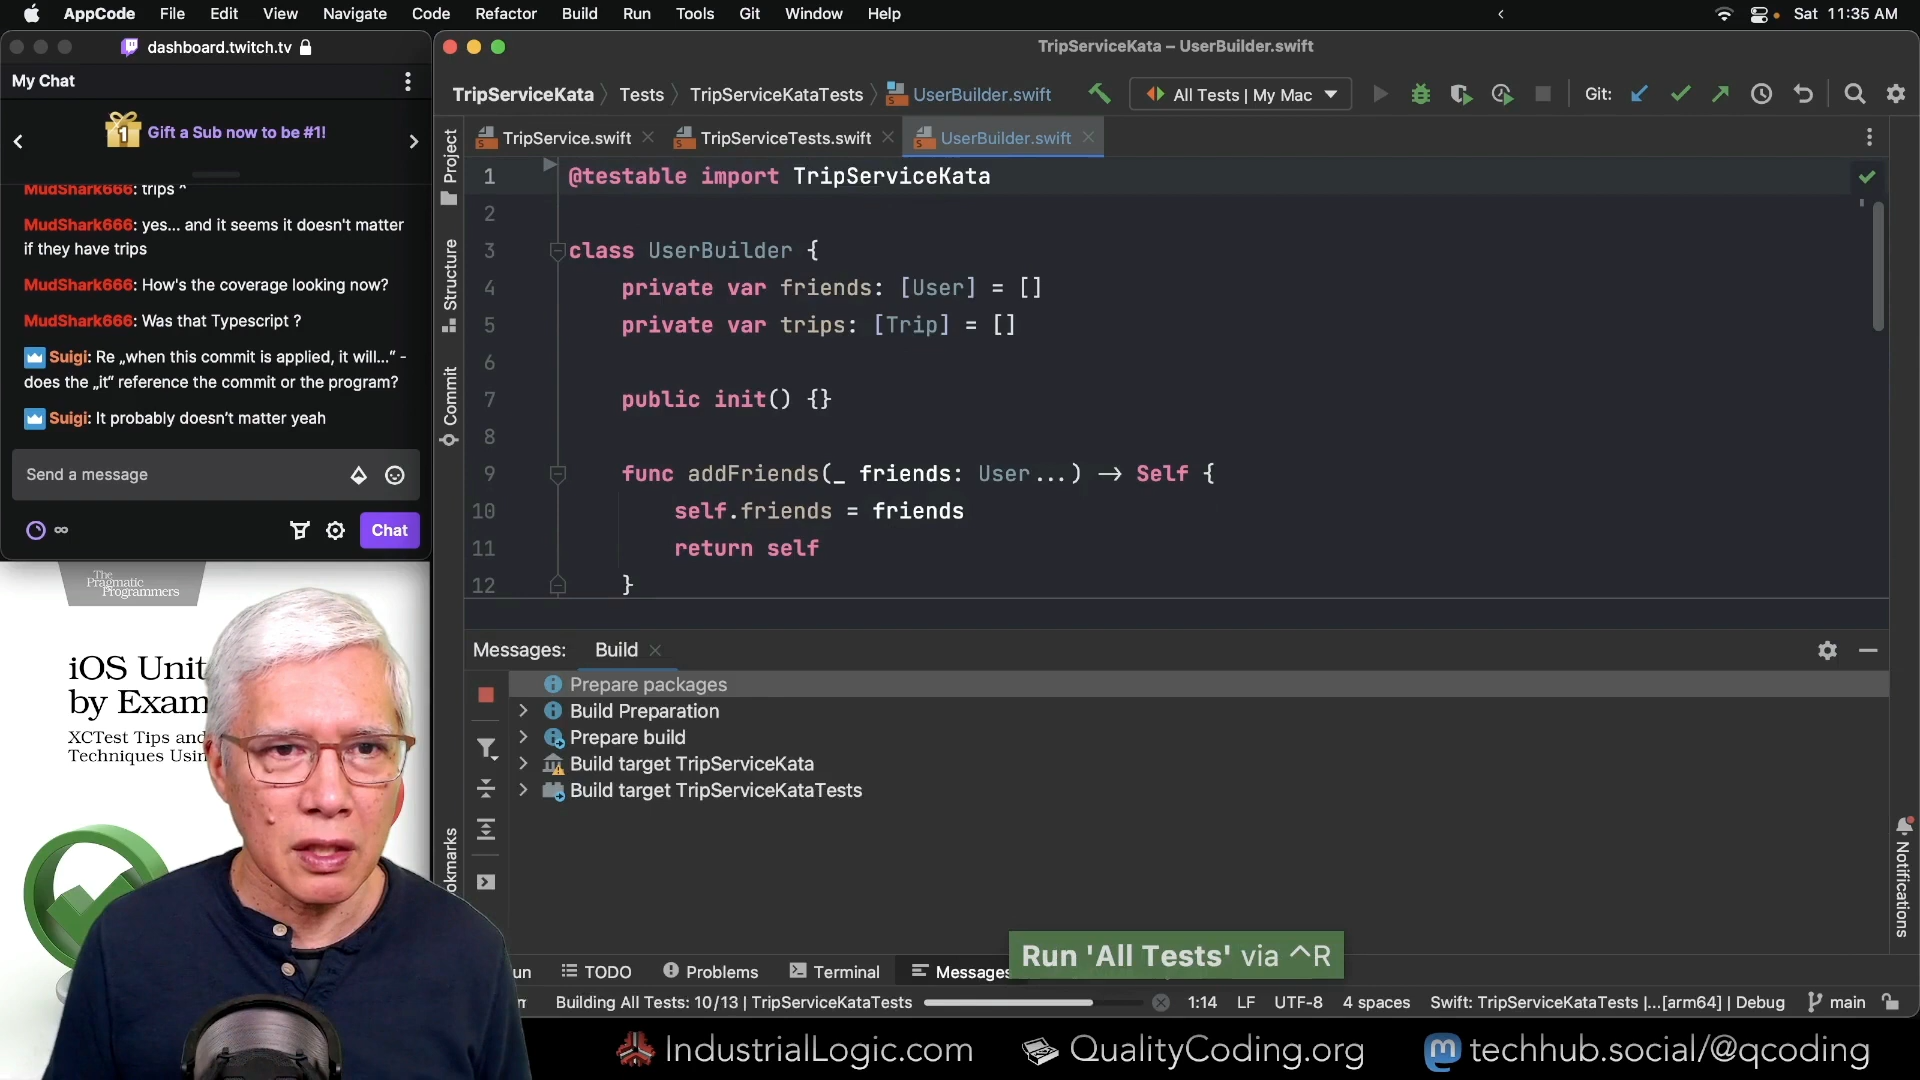 AppCode File Edit View Navigate Code Refactor Build Run Tools Git Window Help
Sat 11:35 AM
dashboard.twitch.tv
My Chat
1 Gift a Sub now to be #1!
MudShark666: trips ^
MudShark666: yes... and it seems it doesn't matter
if they have trips
MudShark666: How's the coverage looking now?
MudShark666: Was that Typescript ?
Suigi: Re „when this commit is applied, it will...“ -
does the „it“ reference the commit or the program?
Suigi: It probably doesn't matter yeah
Send a message
Chat
The
Pragmatic
Programmers
iOS Unit
by Exam
XCTest Tips and
Techniques Usin
TripServiceKata – UserBuilder.swift
TripServiceKata Tests TripServiceKataTests UserBuilder.swift
All Tests | My Mac
Git:
TripService.swift TripServiceTests.swift UserBuilder.swift
Project
Structure
Commit
okmarks
1 @testable import TripServiceKata
2
3 class UserBuilder {
4 private var friends: [User] = []
5 private var trips: [Trip] = []
6
7 public init() {}
8
9 func addFriends(_ friends: User...) -> Self {
10 self.friends = friends
11 return self
12 }
Messages: Build
Prepare packages
Build Preparation
Prepare build
Build target TripServiceKata
Build target TripServiceKataTests
Notifications
Run 'All Tests' via ^R
un TODO Problems Terminal Messages
Building All Tests: 10/13 | TripServiceKataTests 1:14 LF UTF-8 4 spaces Swift: TripServiceKataTests |...[arm64] | Debug main
IndustrialLogic.com QualityCoding.org techhub.social/@qcoding